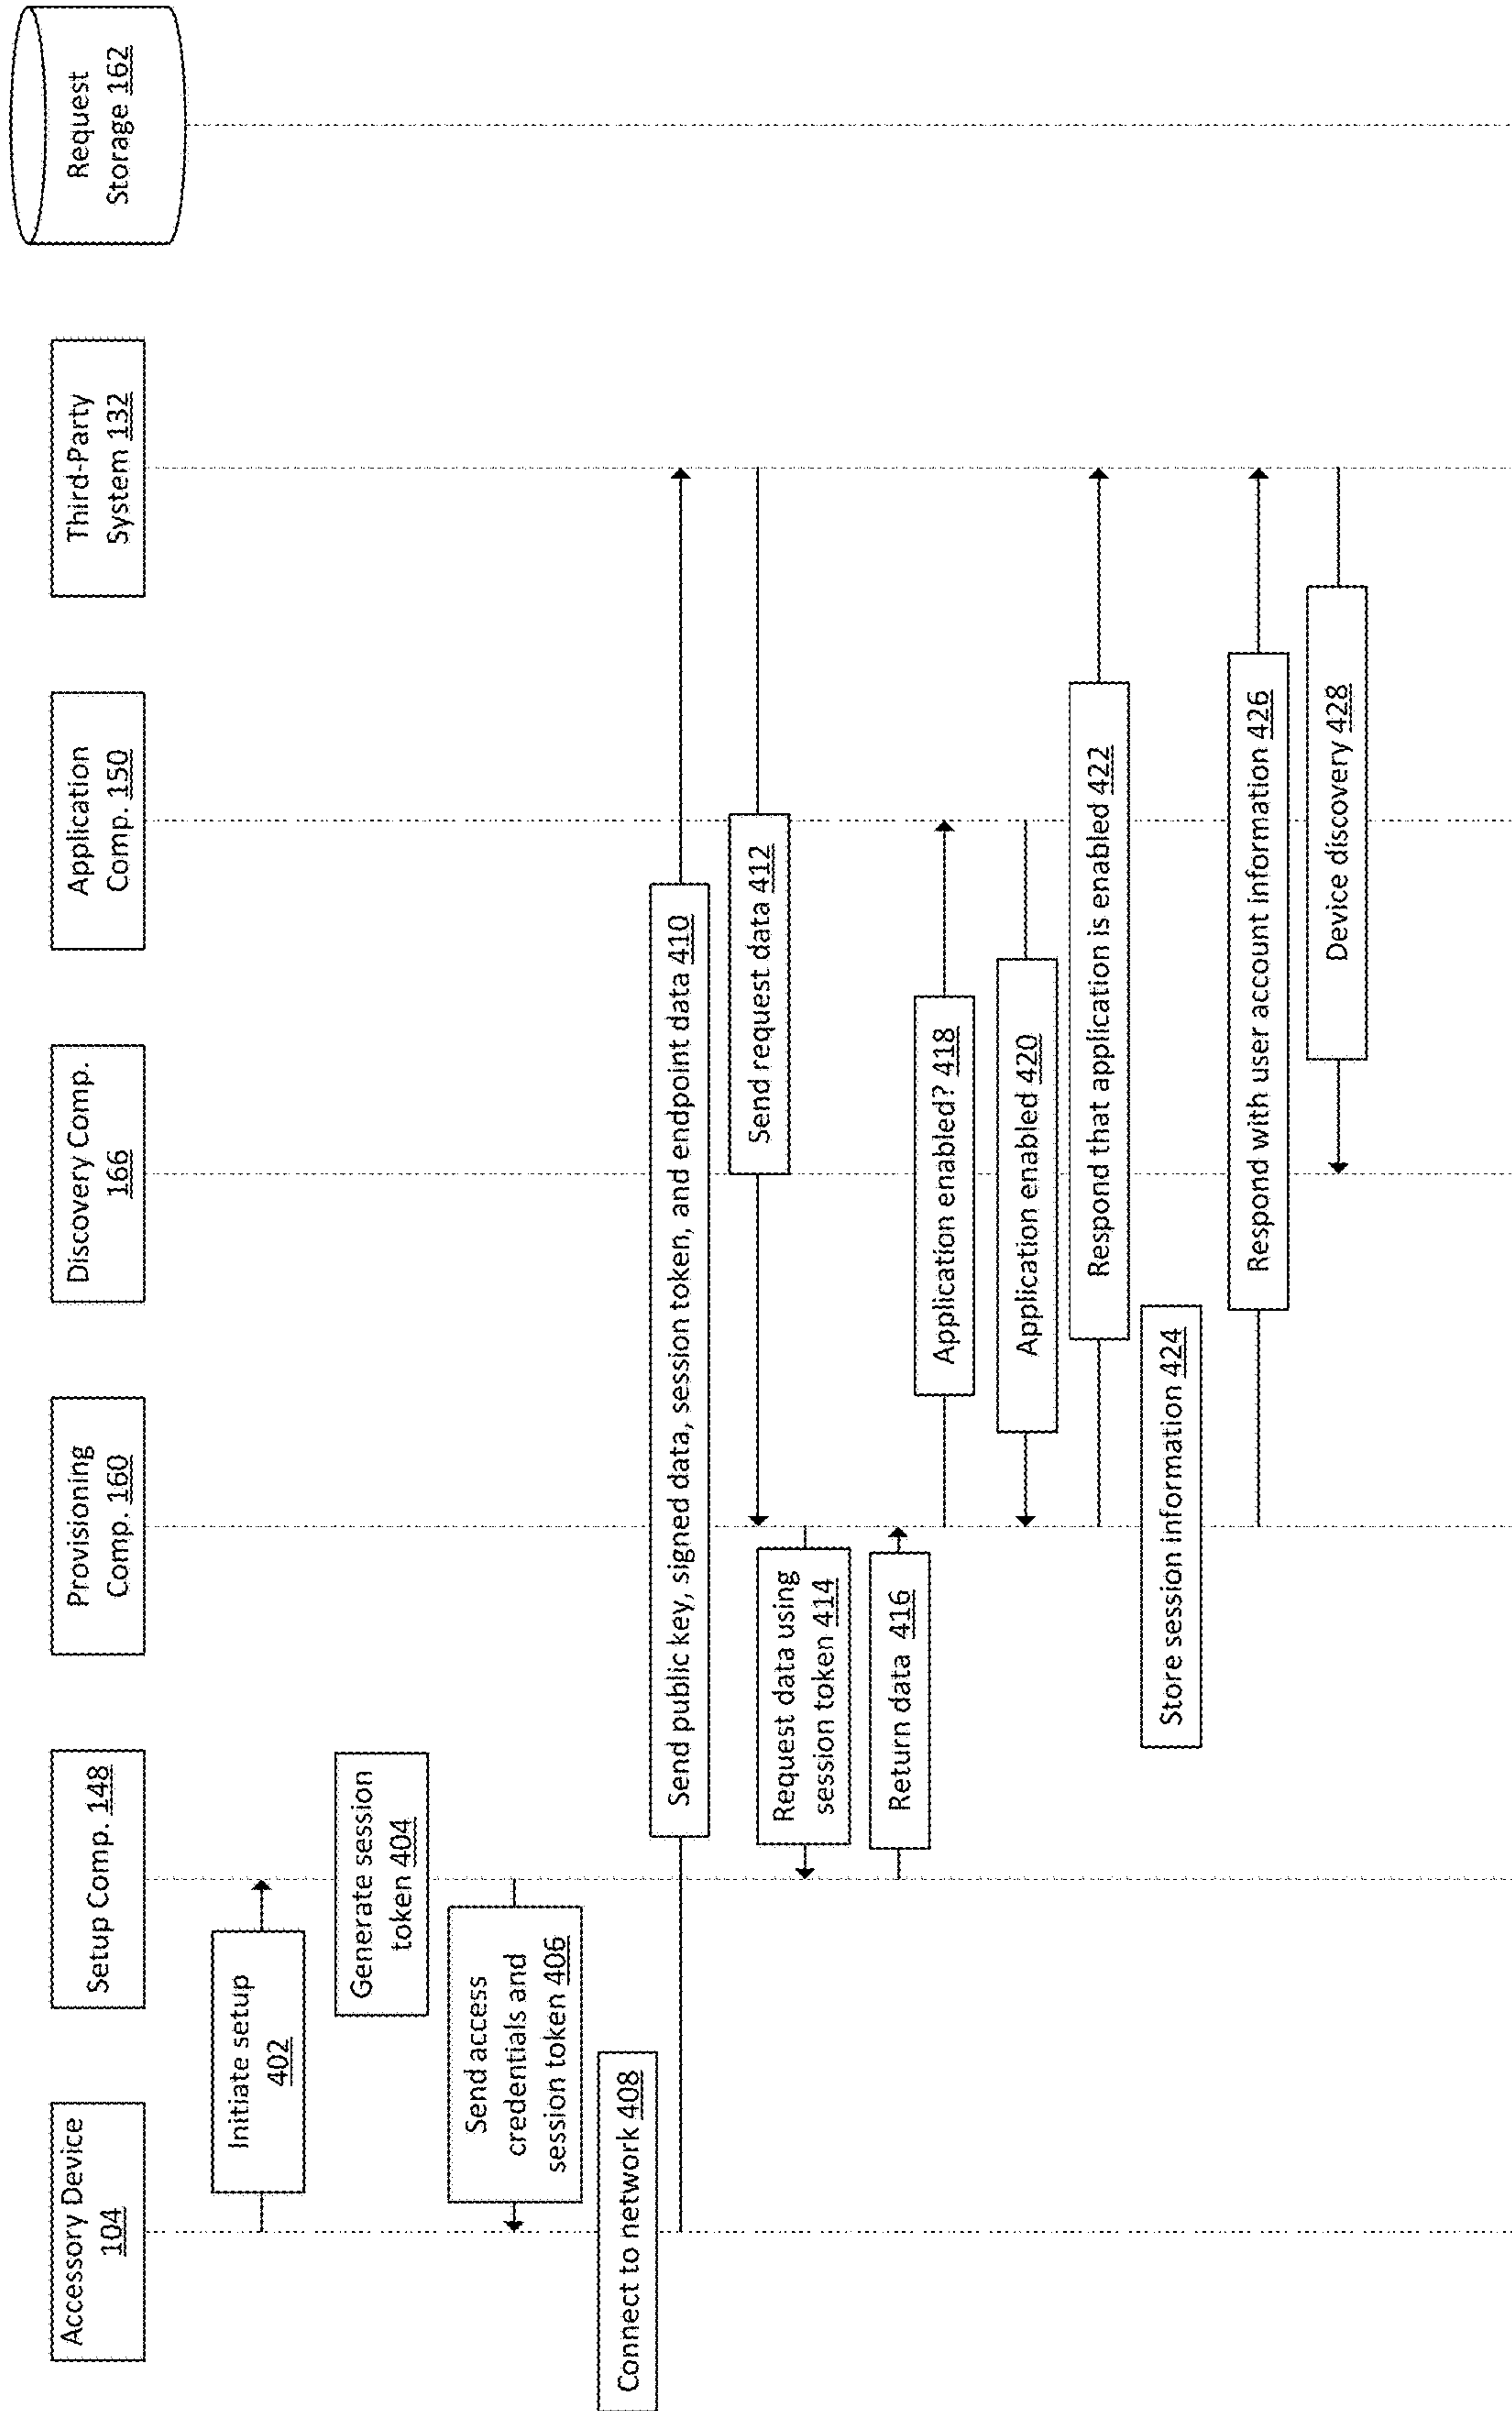 Accessory Device
104
Setup Comp. 148
Provisioning
Comp. 160
Discovery Comp.
166
Application
Comp. 150
Third-Party
System 132
Request
Storage 162
Initiate setup
402
Generate session
token 404
Send access
credentials and
session token 406
Connect to network 408
Send public key, signed data, session token, and endpoint data 410
Send request data 412
Request data using
session token 414
Return data 416
Application enabled? 418
Application enabled 420
Respond that application is enabled 422
Store session information 424
Respond with user account information 426
Device discovery 428